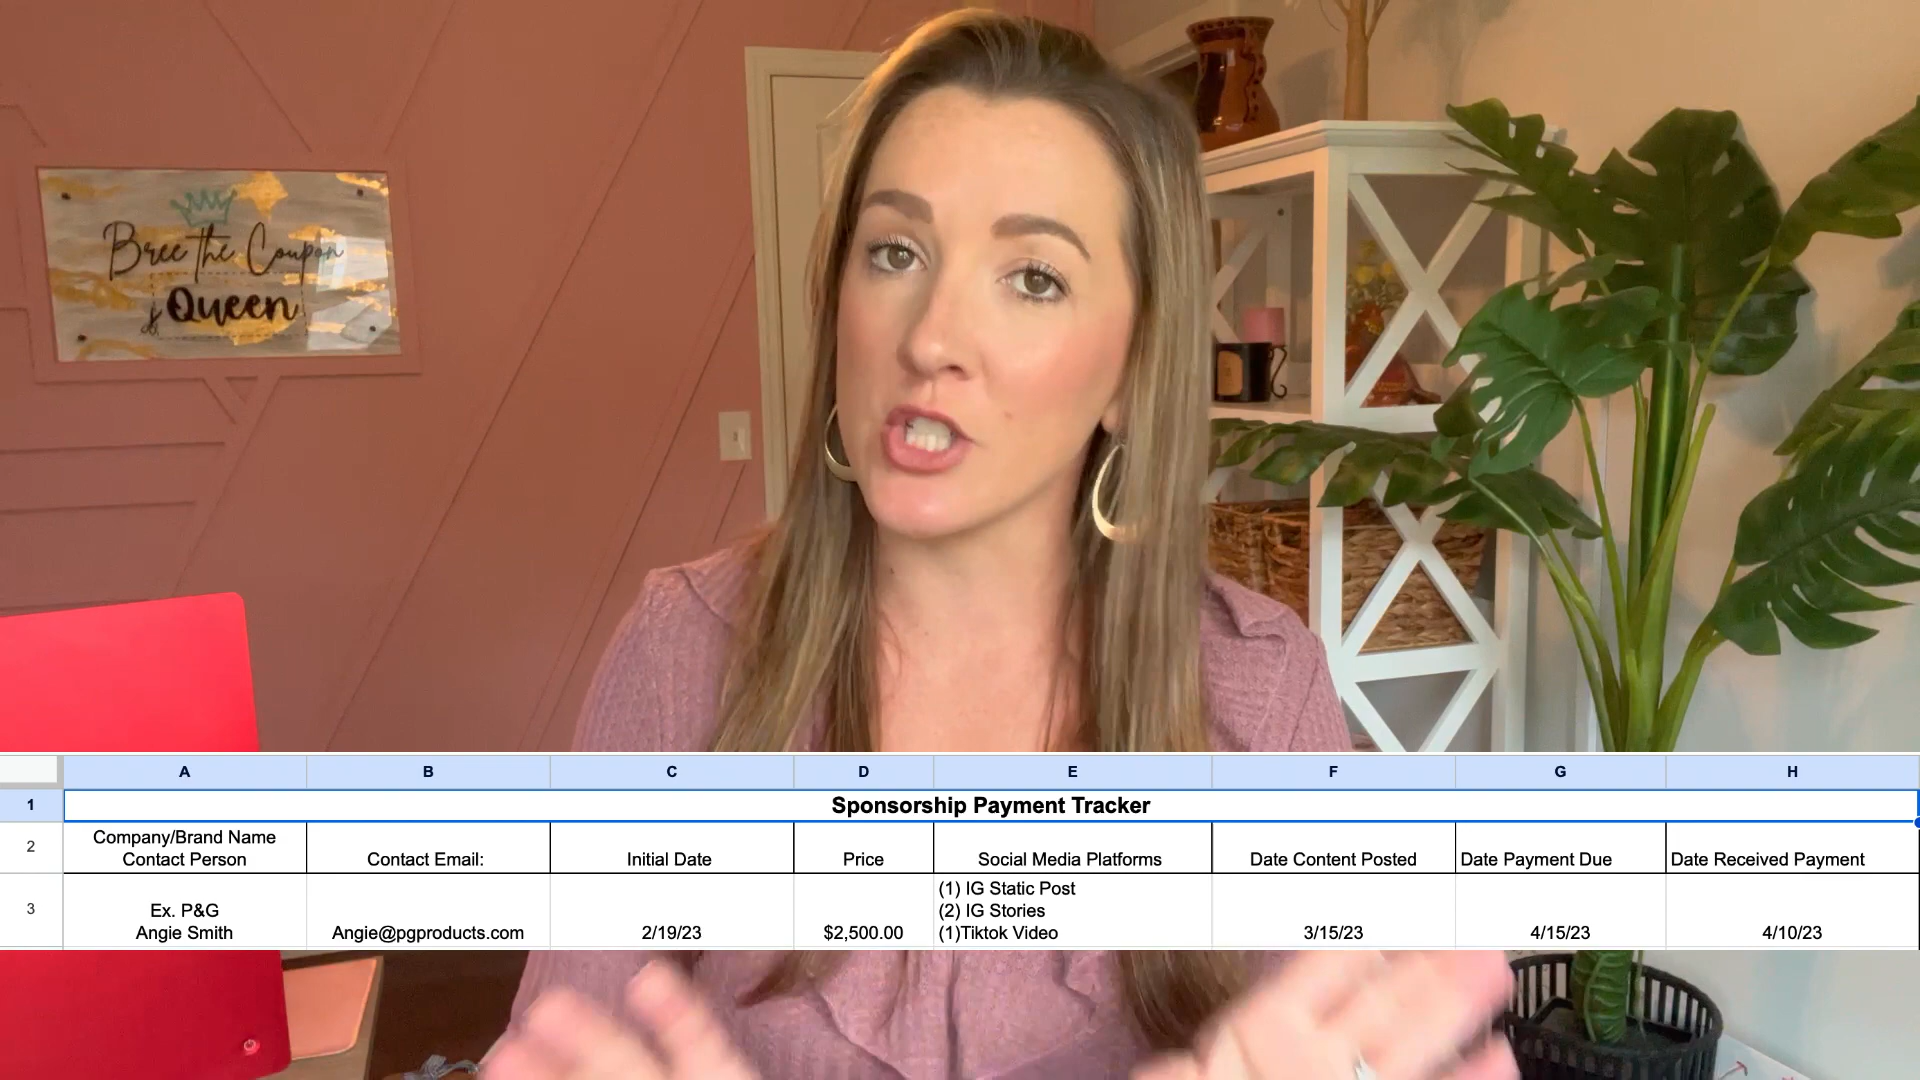 Bree the Coupon
Queen
A B C D E F G H
1 Sponsorship Payment Tracker
2 Company/Brand Name
Contact Person Contact Email: Initial Date Price Social Media Platforms Date Content Posted Date Payment Due Date Received Payment
3 Ex. P&G
Angie Smith Angie@pgproducts.com 2/19/23 $2,500.00 (1) IG Static Post
(2) IG Stories
(1)Tiktok Video 3/15/23 4/15/23 4/10/23